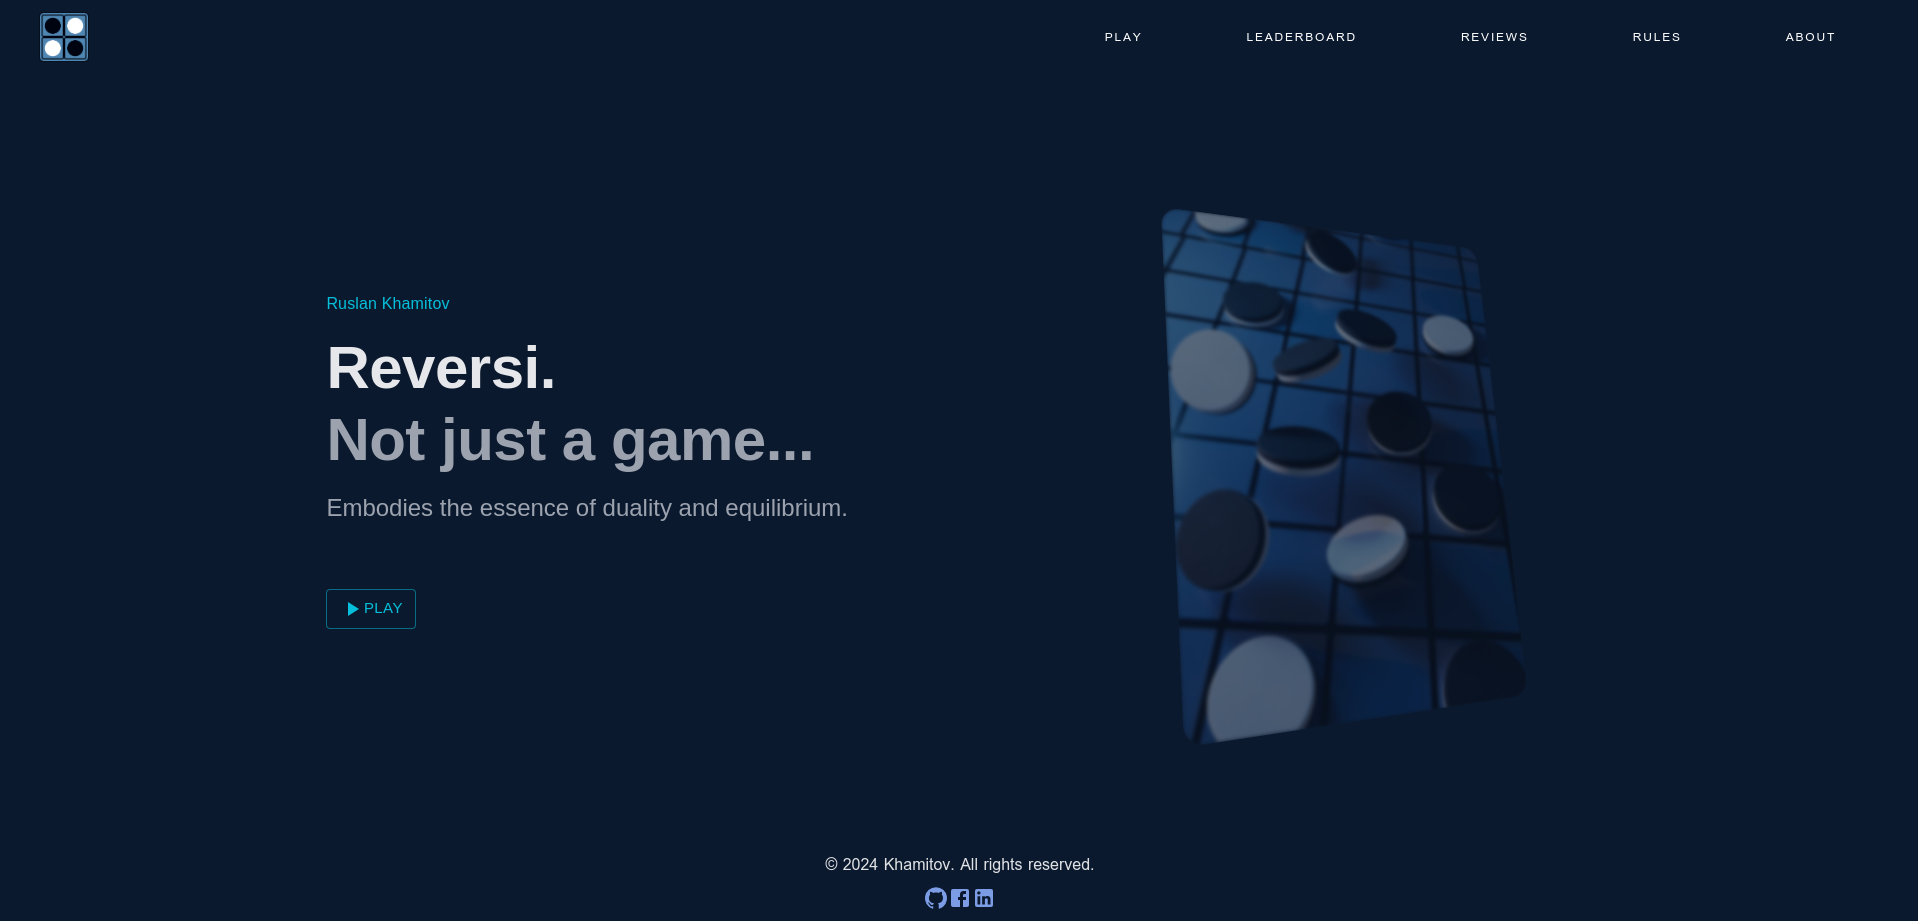 PLAY
LEADERBOARD
REVIEWS
RULES
ABOUT
Ruslan Khamitov
Reversi.
Not just a game...
Embodies the essence of duality and equilibrium.
PLAY
© 2024 Khamitov. All rights reserved.